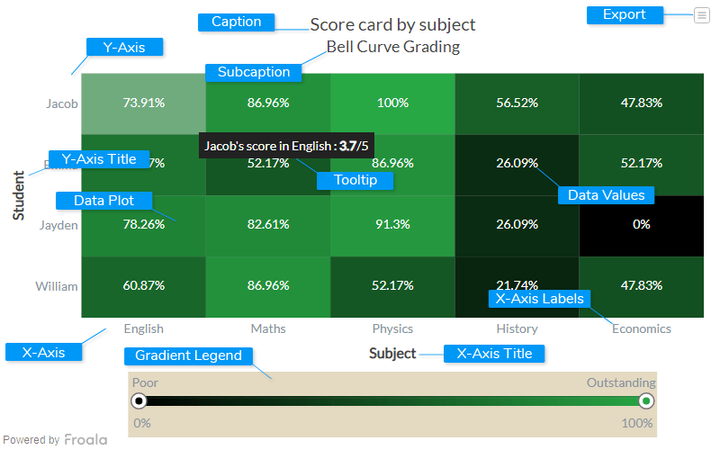 Caption
Score card by subject
Export
Y-Axis
Bell Curve Grading
Subcaption
Jacob 73.91% 86.96% 100% 56.52% 47.83%
Jacob's score in English : 3.7/5
Y-Axis Title
7% 52.17% 86.96% 26.09% 52.17%
Tooltip
Student
Data Plot
Data Values
Jayden 78.26% 82.61% 91.3% 26.09% 0%
William 60.87% 86.96% 52.17% 21.74% 47.83%
X-Axis Labels
English Maths Physics History Economics
X-Axis
Gradient Legend
Subject
X-Axis Title
Poor Outstanding
0% 100%
Powered by Froala